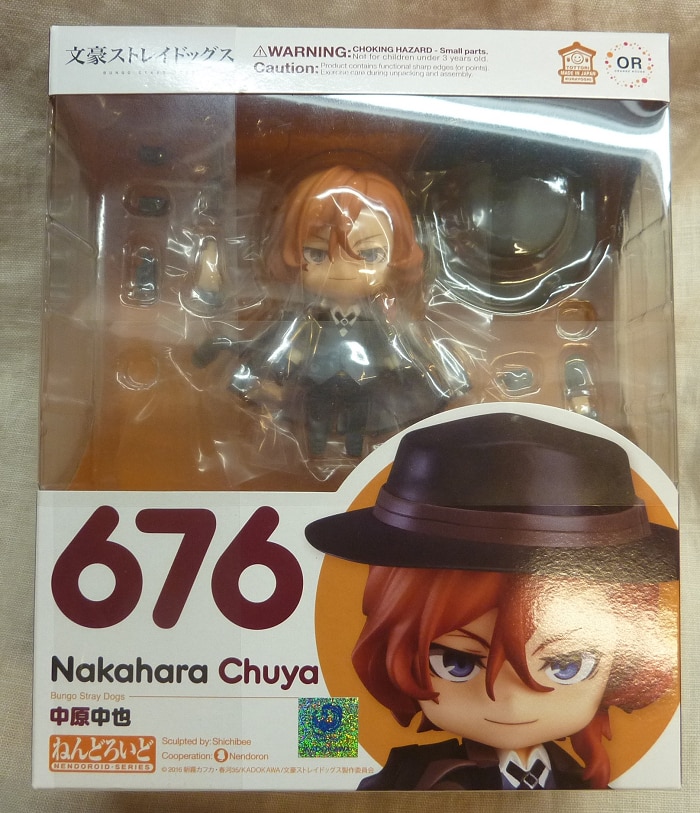 文豪ストレイドッグス
BUNGO STRAY DOGS
⚠WARNING: CHOKING HAZARD - Small parts.
Not for children under 3 years old.
Caution: Product contains functional sharp edges (or points)
Exercise care during unpacking and assembly.
MADE IN JAPAN
OR
ORANGE ROUGE
676
Nakahara Chuya
Bungo Stray Dogs
中原中也
ねんどろいど
NENDOROID-SERIES
Sculpted by: Shichibee
Cooperation: Nendoron
© 2016 朝霧カフカ・春河35/KADOKAWA/文豪ストレイドッグス製作委員会